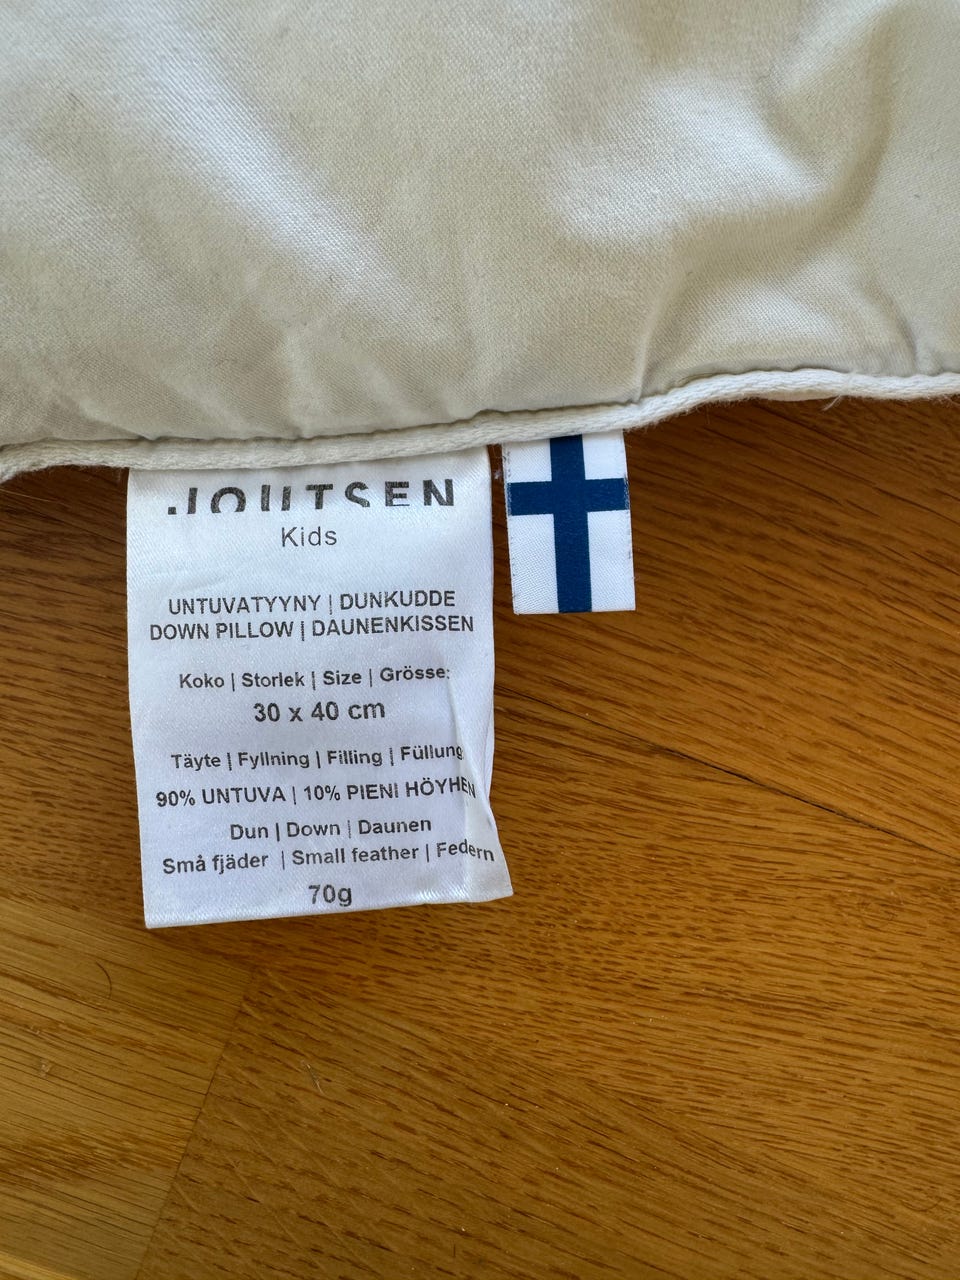 JOUTSEN
Kids
UNTUVATYYNY | DUNKUDDE
DOWN PILLOW | DAUNENKISSEN
Koko | Storlek | Size | Grösse:
30 x 40 cm
Täyte | Fyllning | Filling | Füllung
90% UNTUVA | 10% PIENI HÖYHEN
Dun | Down | Daunen
Små fjäder | Small feather | Federn
70g